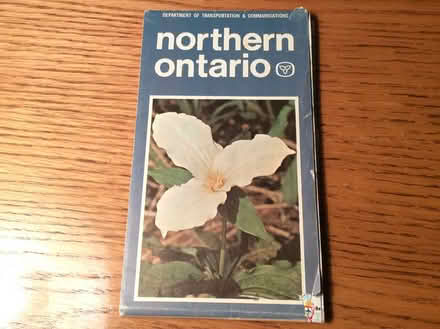 DEPARTMENT OF TRANSPORTATION & COMMUNICATIONS
northern
ontario